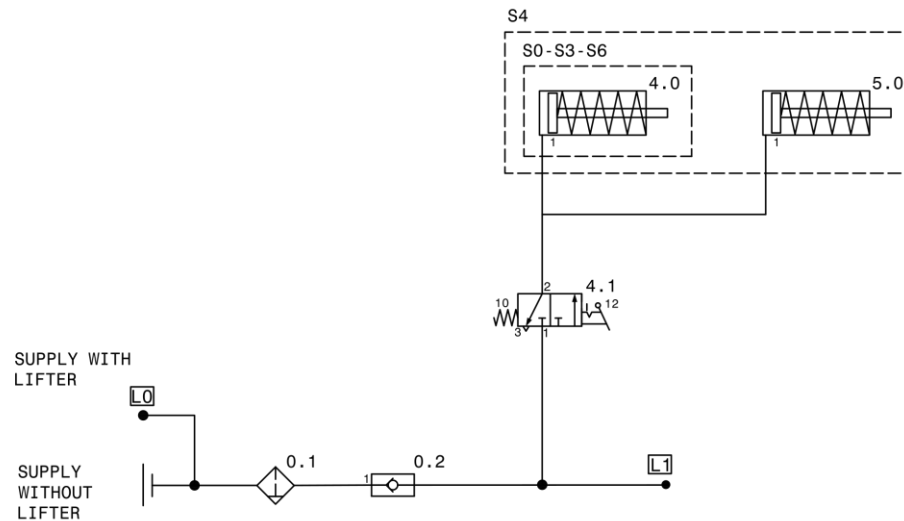 S4
S0-S3-S6
4.0
5.0
1
1
2
4.1
10
12
3
1
SUPPLY WITH
LIFTER
L0
SUPPLY
WITHOUT
LIFTER
0.1
1
0.2
L1